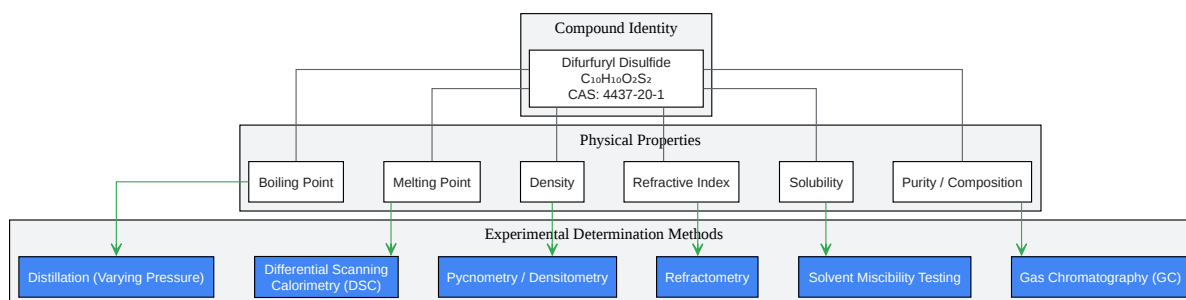 Compound Identity
Difurfuryl Disulfide
C₁₀H₁₀O₂S₂
CAS: 4437-20-1
Physical Properties
Boiling Point
Melting Point
Density
Refractive Index
Solubility
Purity / Composition
Experimental Determination Methods
Distillation (Varying Pressure)
Differential Scanning
Calorimetry (DSC)
Pycnometry / Densitometry
Refractometry
Solvent Miscibility Testing
Gas Chromatography (GC)